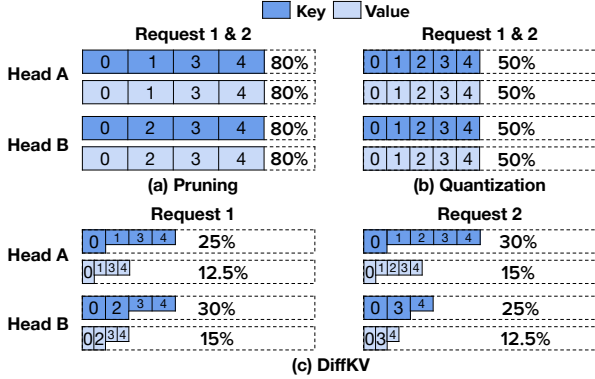 Key Value
Request 1 & 2 Request 1 & 2
Head A 0 1 3 4 80% 0 1 2 3 4 50%
0 1 3 4 80% 0 1 2 3 4 50%
Head B 0 2 3 4 80% 0 1 2 3 4 50%
0 2 3 4 80% 0 1 2 3 4 50%
(a) Pruning (b) Quantization
Request 1 Request 2
Head A 0 1 3 4 25% 0 1 2 3 4 30%
0 1 3 4 12.5% 0 1 2 3 4 15%
Head B 0 2 3 4 30% 0 3 4 25%
0 2 3 4 15% 0 3 4 12.5%
(c) DiffKV